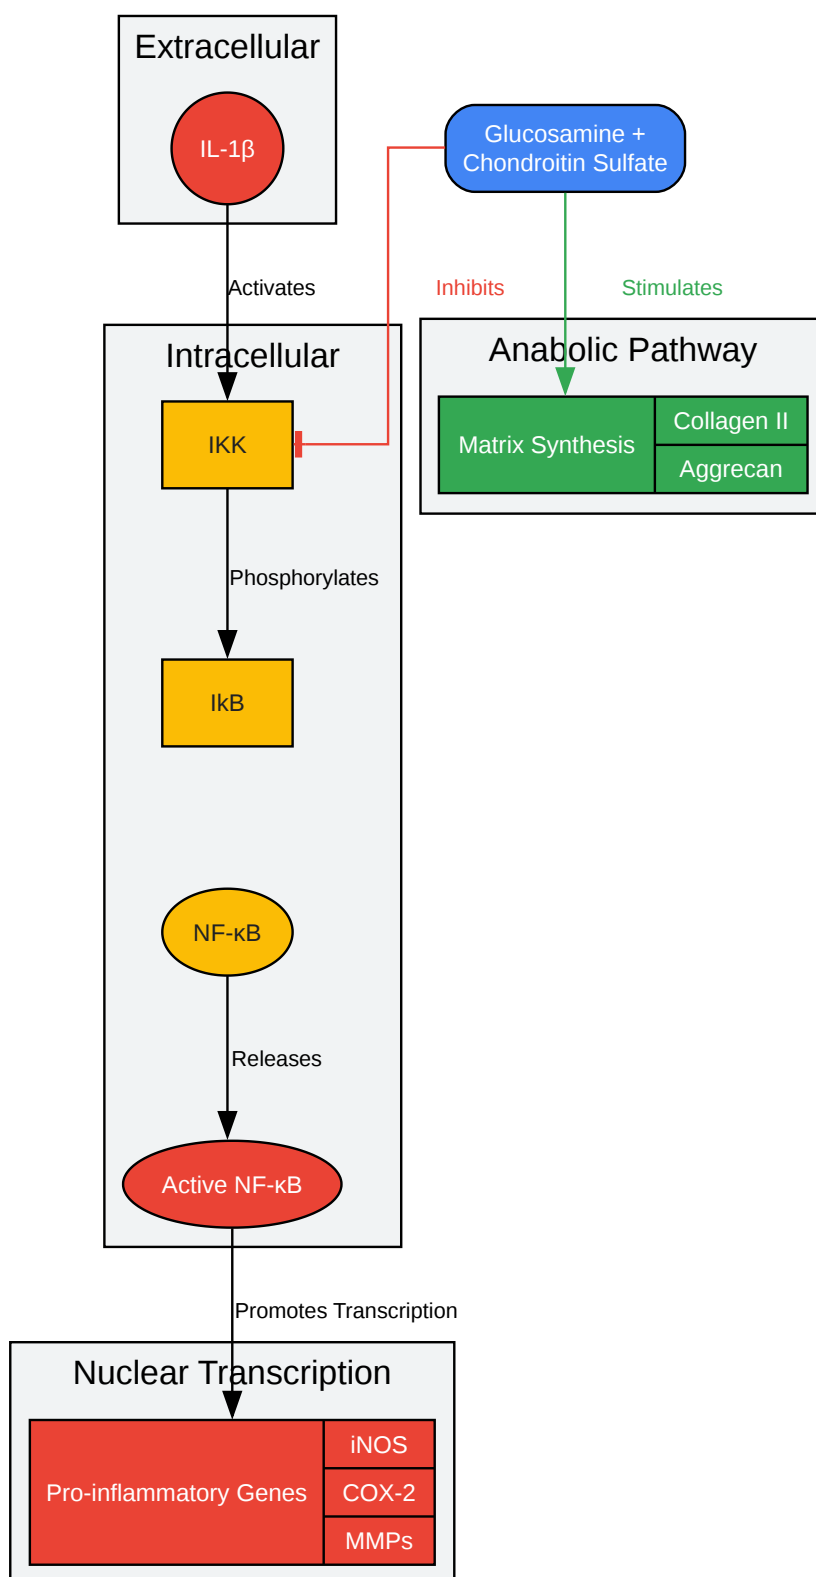 Extracellular
IL-1β
Glucosamine +
Chondroitin Sulfate
Activates
Inhibits
Stimulates
Intracellular
Anabolic Pathway
IKK
Matrix Synthesis
Collagen II
Aggrecan
Phosphorylates
IkB
NF-κB
Releases
Active NF-κB
Promotes Transcription
Nuclear Transcription
Pro-inflammatory Genes
iNOS
COX-2
MMPs